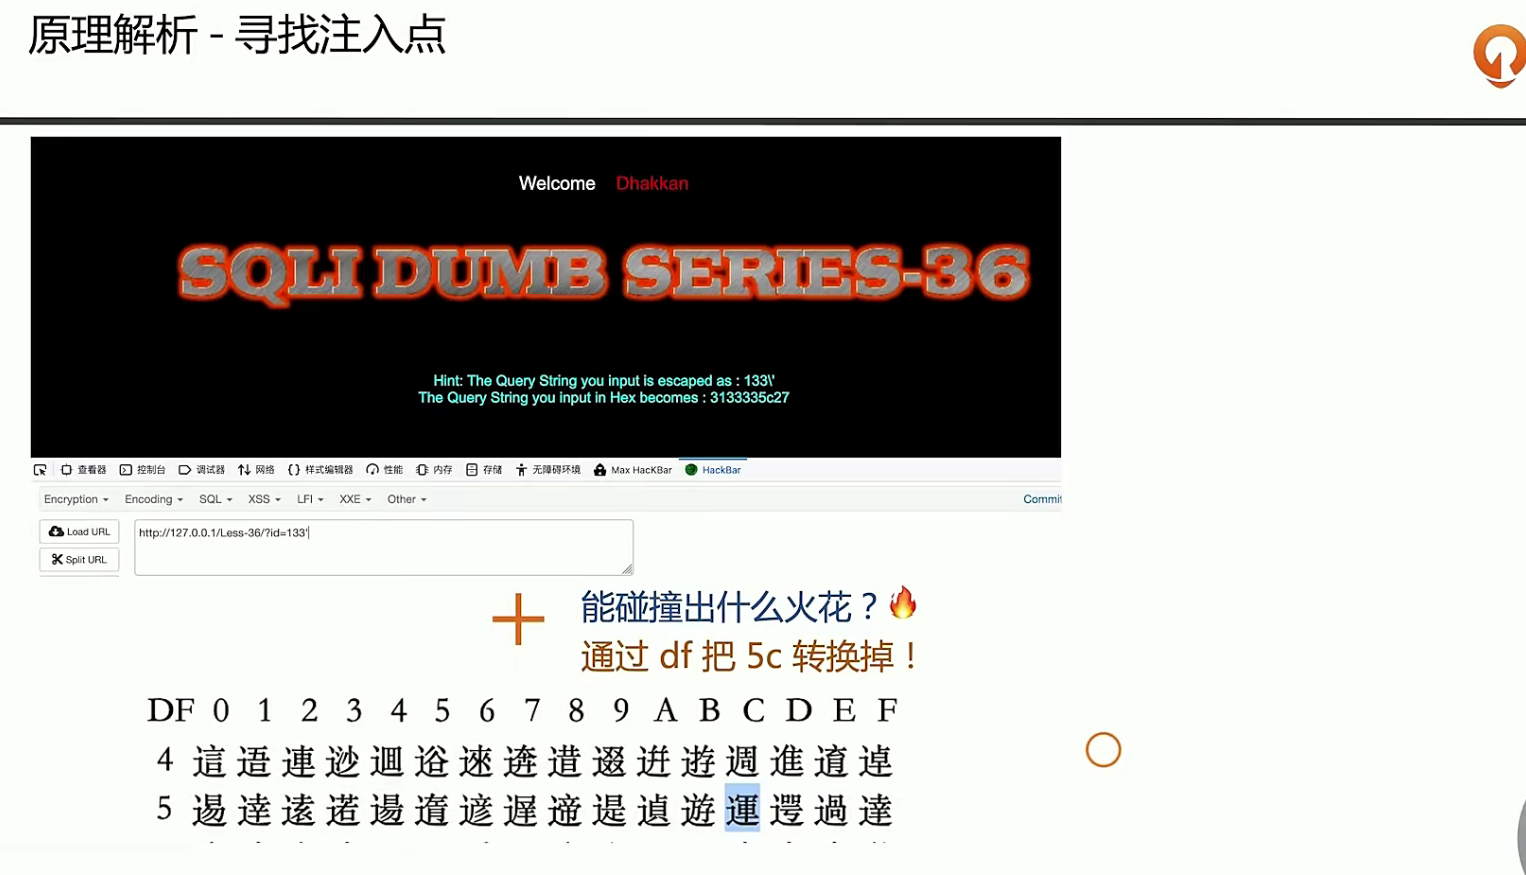 原理解析 - 寻找注入点
Welcome Dhakkan
SQLI DUMB SERIES-36
Hint: The Query String you input is escaped as : 133\'
The Query String you input in Hex becomes : 3133335c27
查看器 控制台 调试器 网络 样式编辑器 性能 内存 存储 无障碍环境 Max HacKBar HackBar
Encryption Encoding SQL XSS LFI XXE Other Commit
Load URL http://127.0.0.1/Less-36/?id=133'
Split URL
能碰撞出什么火花？🔥
通过 df 把 5c 转换掉！
DF 0 1 2 3 4 5 6 7 8 9 A B C D E F
4 這 逜 連 逤 逥 逧 逨 逩 逪 逫 逬 逰 週 進 逳 逴
5 逷 逹 逺 逽 逿 遀 遃 遅 遆 遈 遉 遊 運 遌 過 達